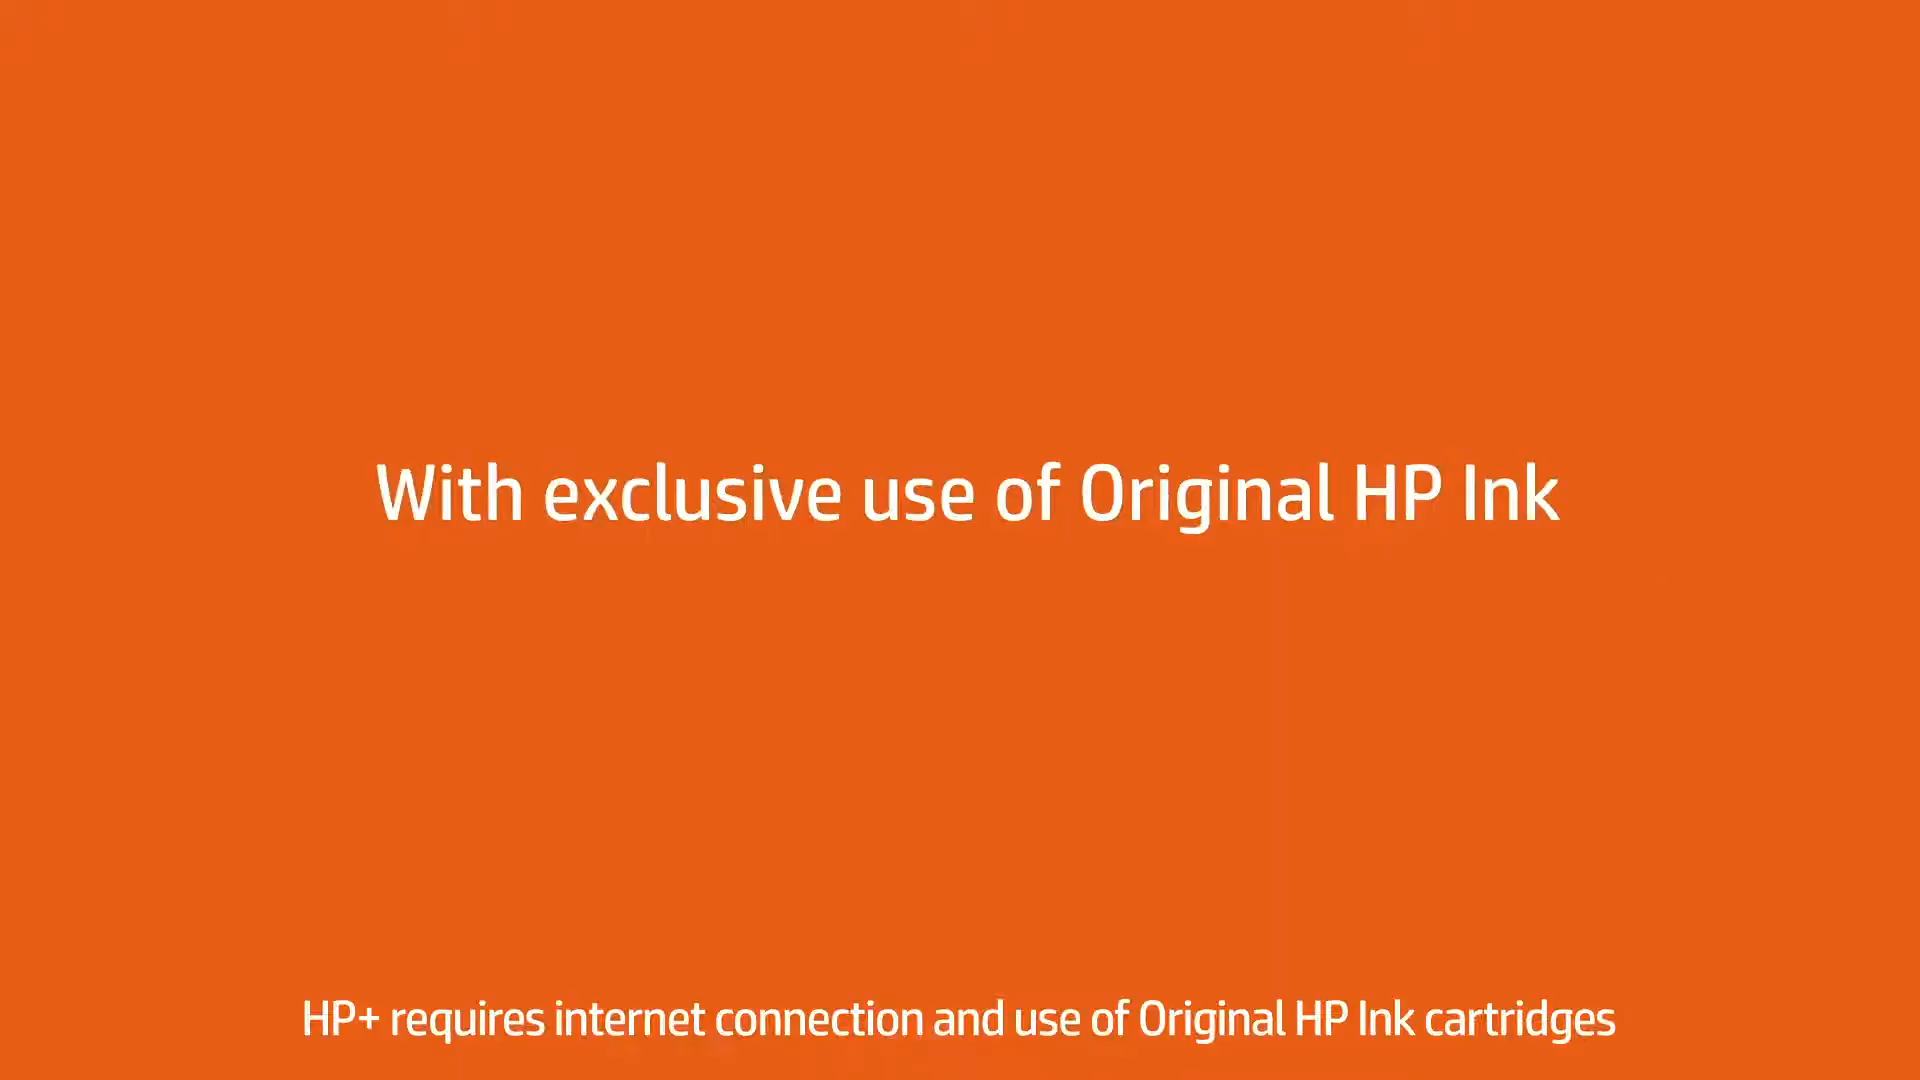 With exclusive use of Original HP Ink
HP+ requires internet connection and use of Original HP Ink cartridges